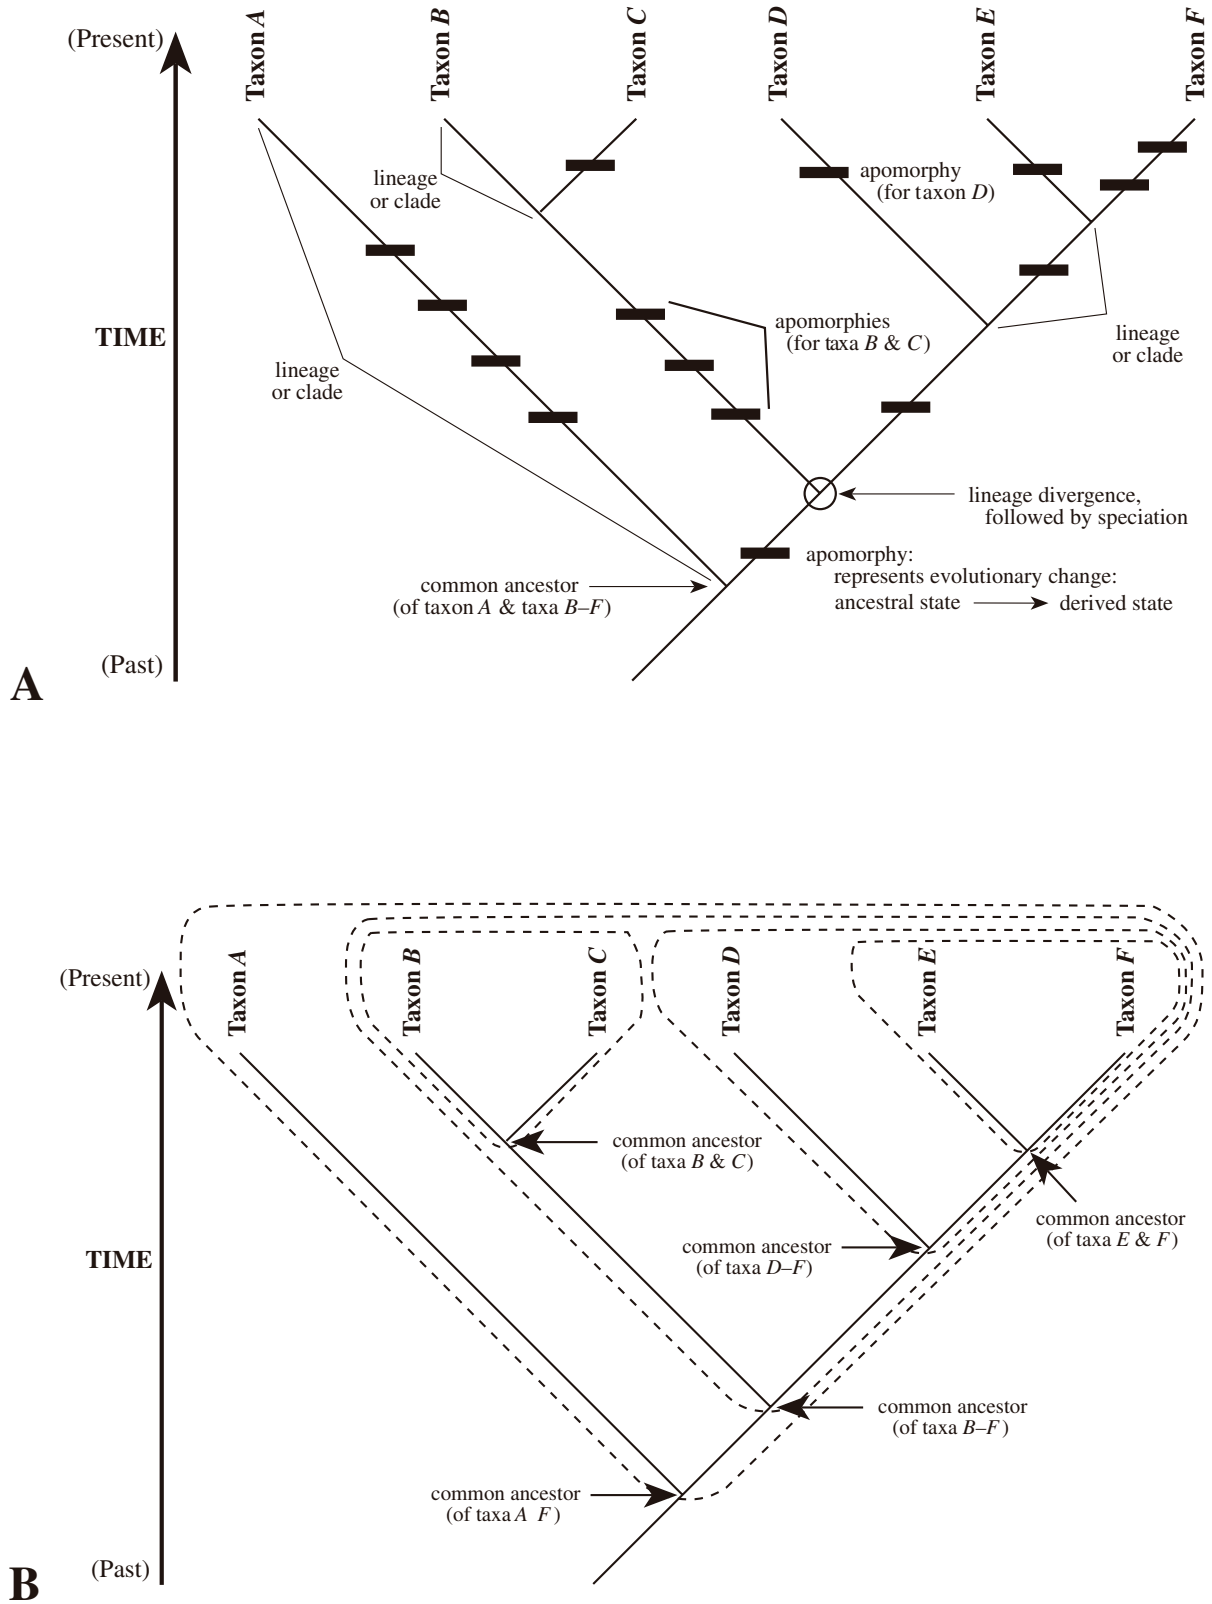 (Present)
Taxon A
Taxon B
Taxon C
Taxon D
Taxon E
Taxon F
lineage
or clade
apomorphy
(for taxon D)
TIME
apomorphies
(for taxa B & C)
lineage
or clade
lineage
or clade
lineage divergence,
followed by speciation
common ancestor
(of taxon A & taxa B–F)
apomorphy:
represents evolutionary change:
ancestral state
derived state
(Past)
A
(Present)
Taxon A
Taxon B
Taxon C
Taxon D
Taxon E
Taxon F
common ancestor
(of taxa B & C)
common ancestor
(of taxa E & F)
common ancestor
(of taxa D–F)
TIME
common ancestor
(of taxa B–F)
common ancestor
(of taxa A F)
(Past)
B